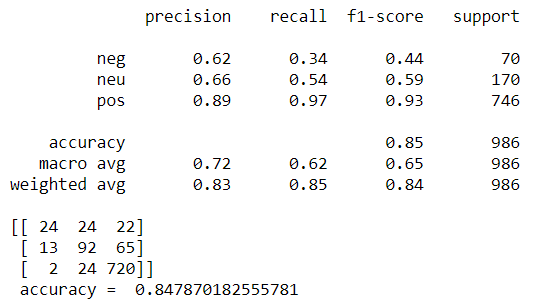 precision recall f1-score support
neg 0.62 0.34 0.44 70
neu 0.66 0.54 0.59 170
pos 0.89 0.97 0.93 746
accuracy 0.85 986
macro avg 0.72 0.62 0.65 986
weighted avg 0.83 0.85 0.84 986
[[ 24 24 22]
[ 13 92 65]
[ 2 24 720]]
accuracy = 0.847870182555781